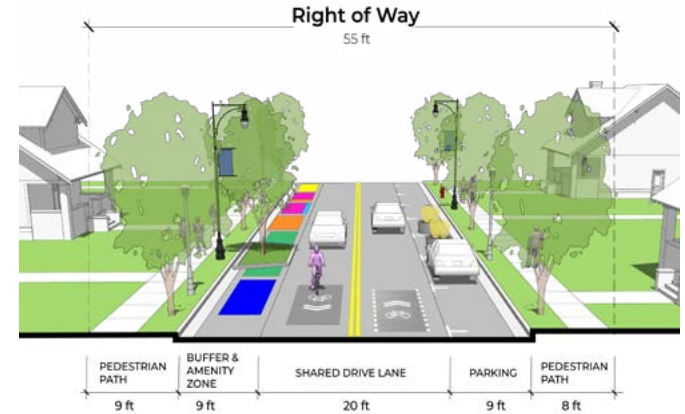 Right of Way
55 ft
PEDESTRIAN
PATH
BUFFER &
AMENITY
ZONE
SHARED DRIVE LANE
PARKING
PEDESTRIAN
PATH
9 ft
9 ft
20 ft
9 ft
8 ft